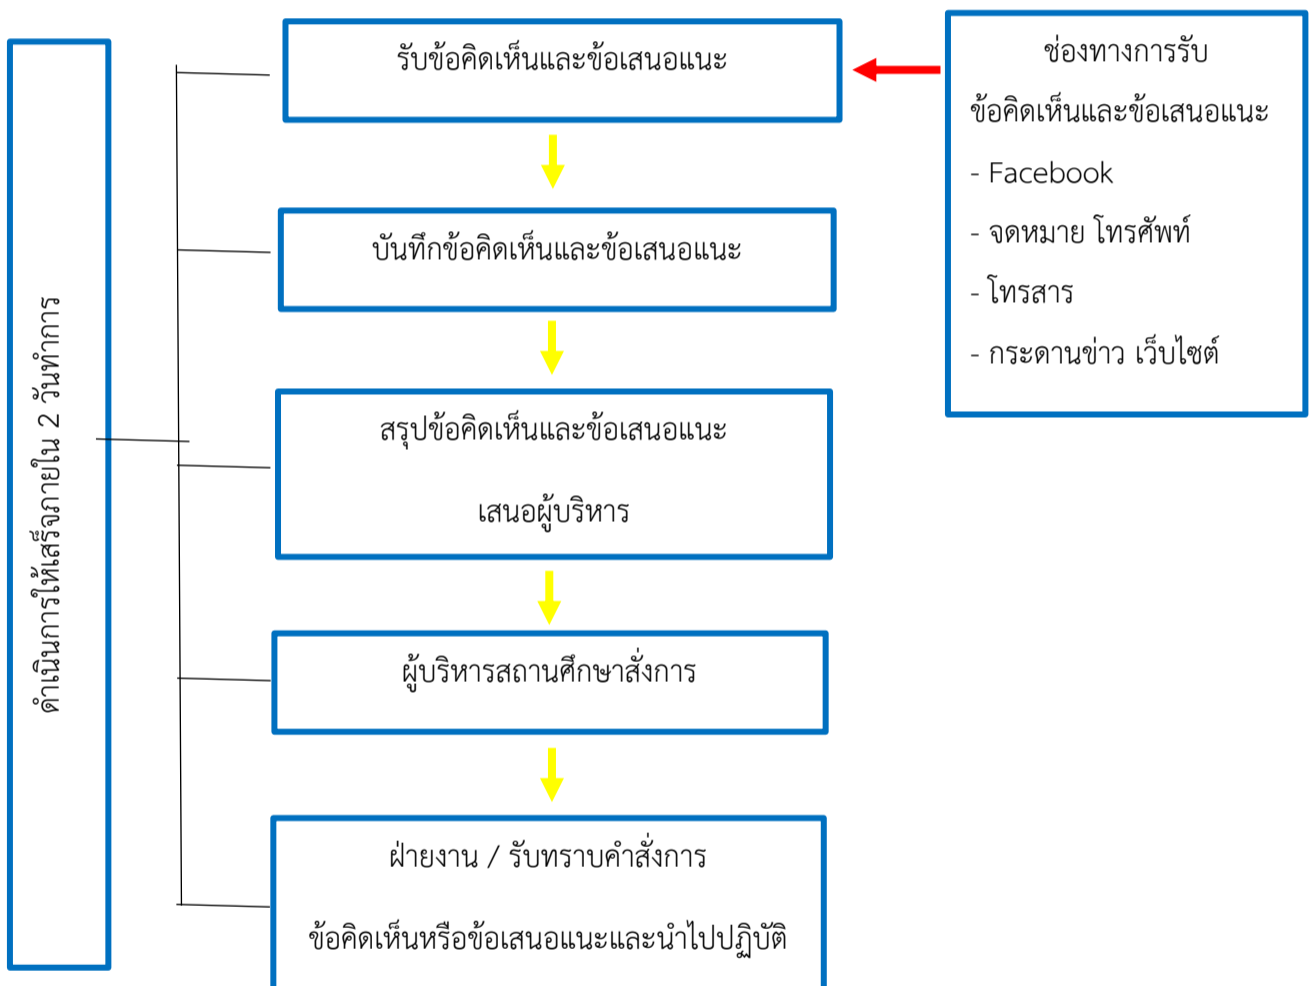 รับข้อคิดเห็นและข้อเสนอแนะ
ช่องทางการรับ
ข้อคิดเห็นและข้อเสนอแนะ
- Facebook
- จดหมาย โทรศัพท์
- โทรสาร
- กระดานข่าว เว็บไซต์
บันทึกข้อคิดเห็นและข้อเสนอแนะ
สรุปข้อคิดเห็นและข้อเสนอแนะ
เสนอผู้บริหาร
ผู้บริหารสถานศึกษาสั่งการ
ฝ่ายงาน / รับทราบคำสั่งการ
ข้อคิดเห็นหรือข้อเสนอแนะและนำไปปฏิบัติ
ดำเนินการให้เสร็จภายใน 2 วันทำการ